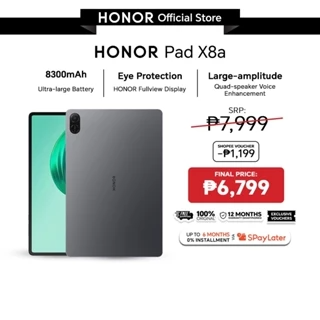 HONOR | Official Store
HONOR Pad X8a
8300mAh
Ultra-large Battery
Eye Protection
HONOR Fullview Display
Large-amplitude
Quad-speaker Voice
Enhancement
SRP:
₱7,999
SHOPEE VOUCHER
-₱1,199
FINAL PRICE:
₱6,799
100%
ORIGINAL
12 MONTHS
EXCLUSIVE
VOUCHERS
UP TO 6 MONTHS
0% INSTALLMENT
SPayLater
HONOR